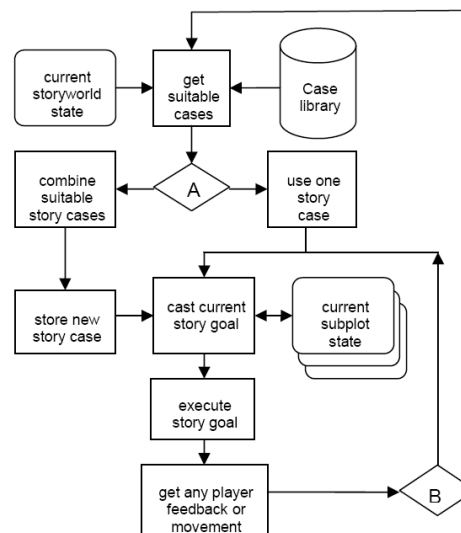 current
storyworld
state
get
suitable
cases
Case
library
combine
suitable
story cases
A
use one
story
case
store new
story case
cast current
story goal
current
subplot
state
execute
story goal
get any player
feedback or
movement
B